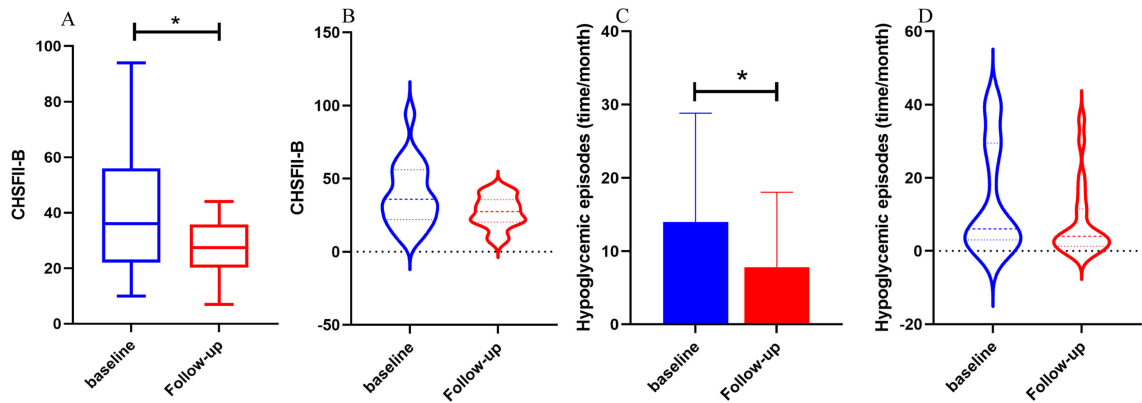 A
*
CHSFII-B
100
80
60
40
20
0
baseline
Follow-up
B
CHSFII-B
150
100
50
0
-50
baseline
Follow-up
C
*
Hypoglycemic episodes (time/month)
40
30
20
10
0
baseline
Follow-up
D
Hypoglycemic episodes (time/month)
60
40
20
0
-20
baseline
Follow-up